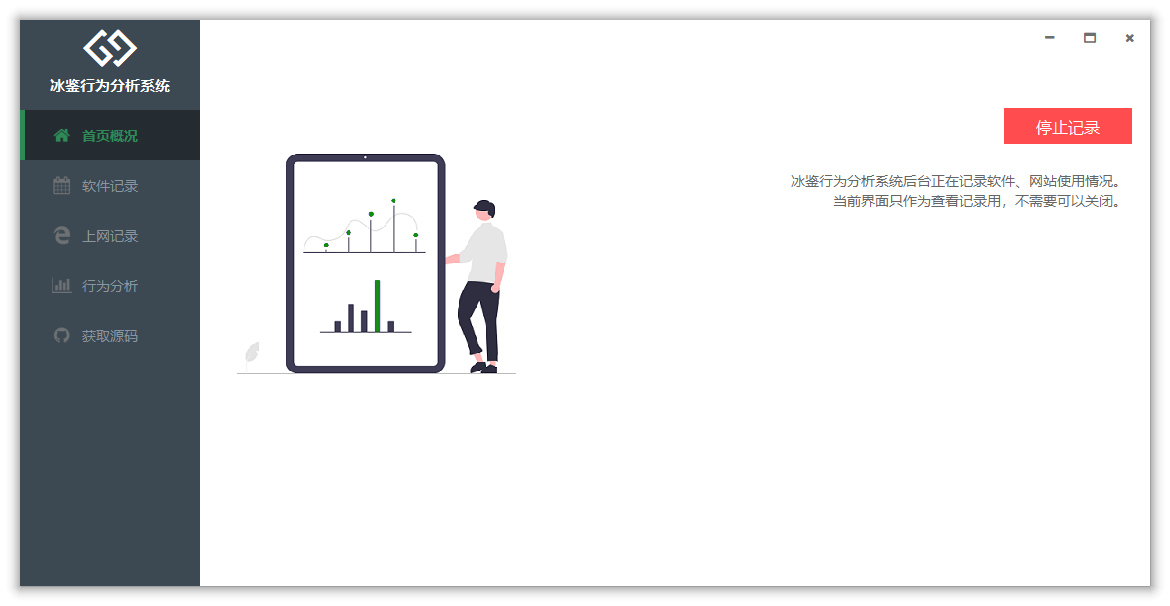 冰鉴行为分析系统
首页概况
软件记录
上网记录
行为分析
获取源码
停止记录
冰鉴行为分析系统后台正在记录软件、网站使用情况。
当前界面只作为查看记录用，不需要可以关闭。